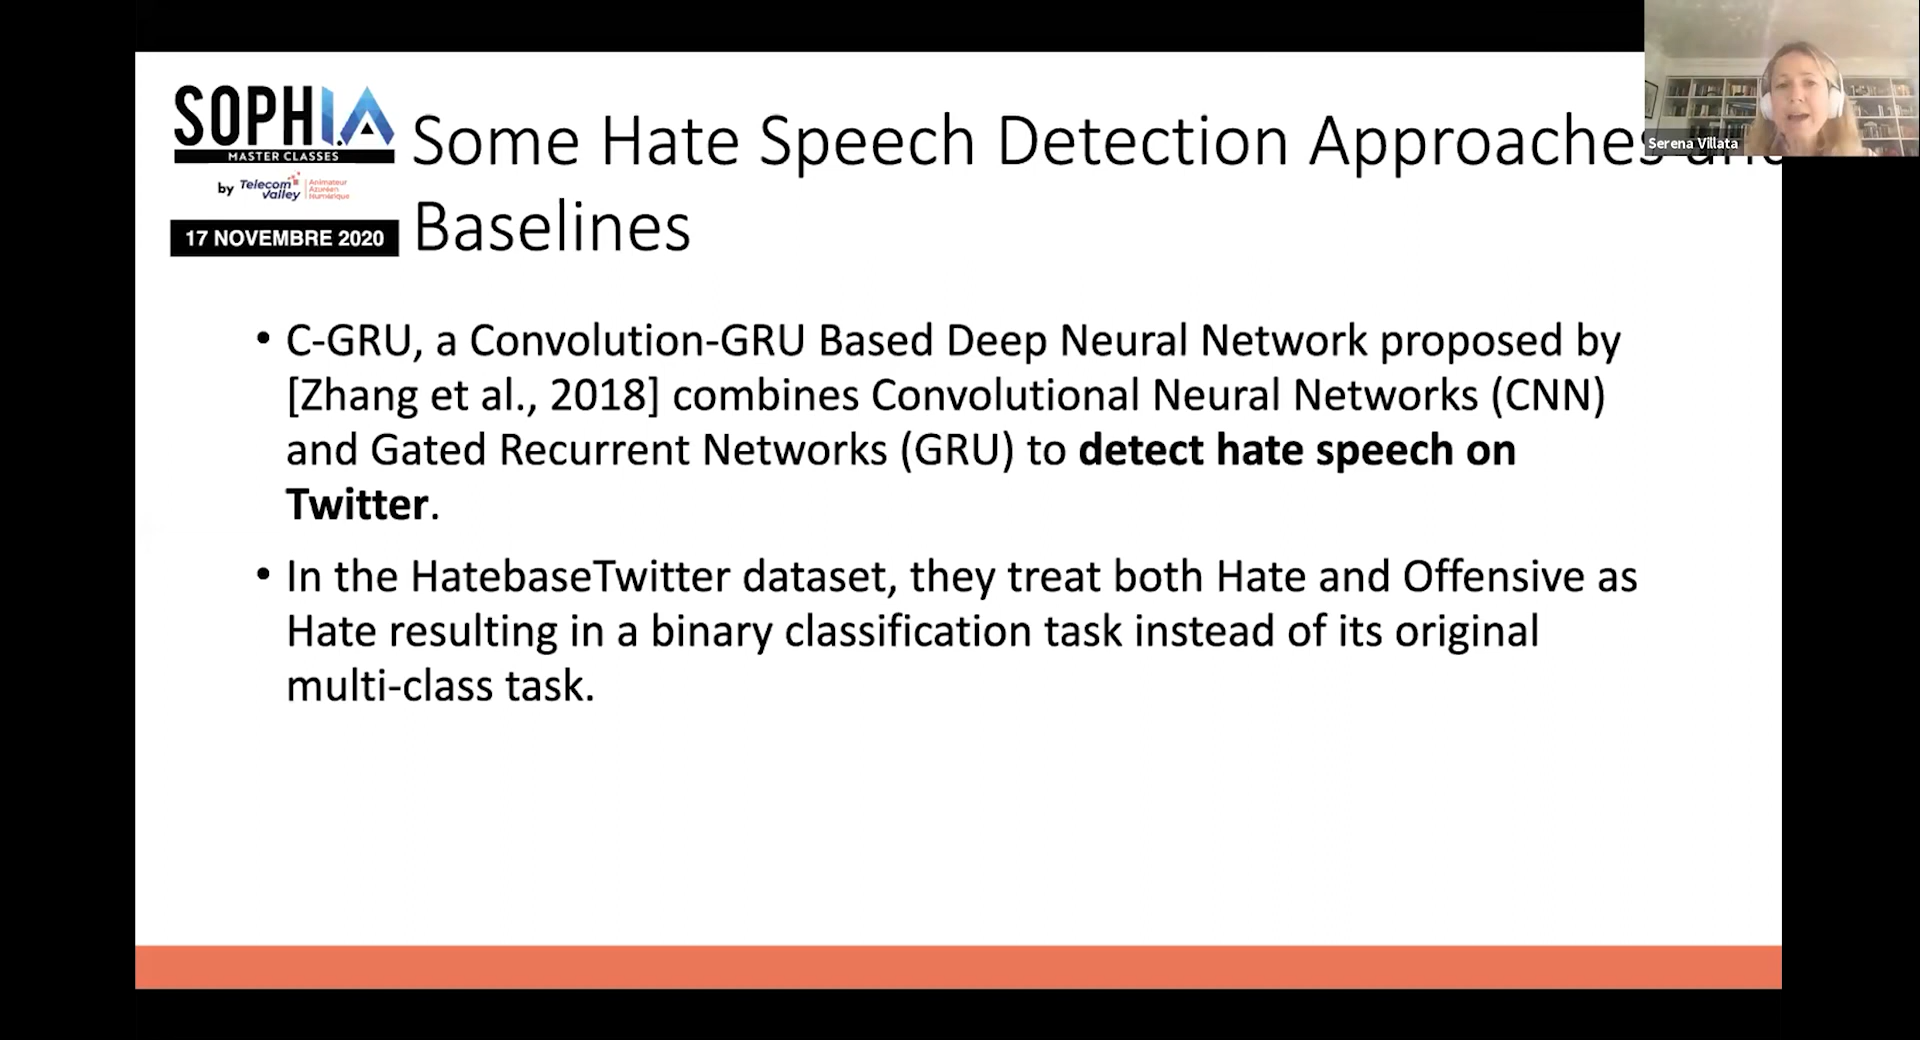 SOPHI.A
MASTER CLASSES
by Telecom Valley
Animateur
Azuréen
Numérique
17 NOVEMBRE 2020
Some Hate Speech Detection Approaches
Baselines
Serena Villata
• C-GRU, a Convolution-GRU Based Deep Neural Network proposed by
[Zhang et al., 2018] combines Convolutional Neural Networks (CNN)
and Gated Recurrent Networks (GRU) to detect hate speech on
Twitter.
• In the HatebaseTwitter dataset, they treat both Hate and Offensive as
Hate resulting in a binary classification task instead of its original
multi-class task.